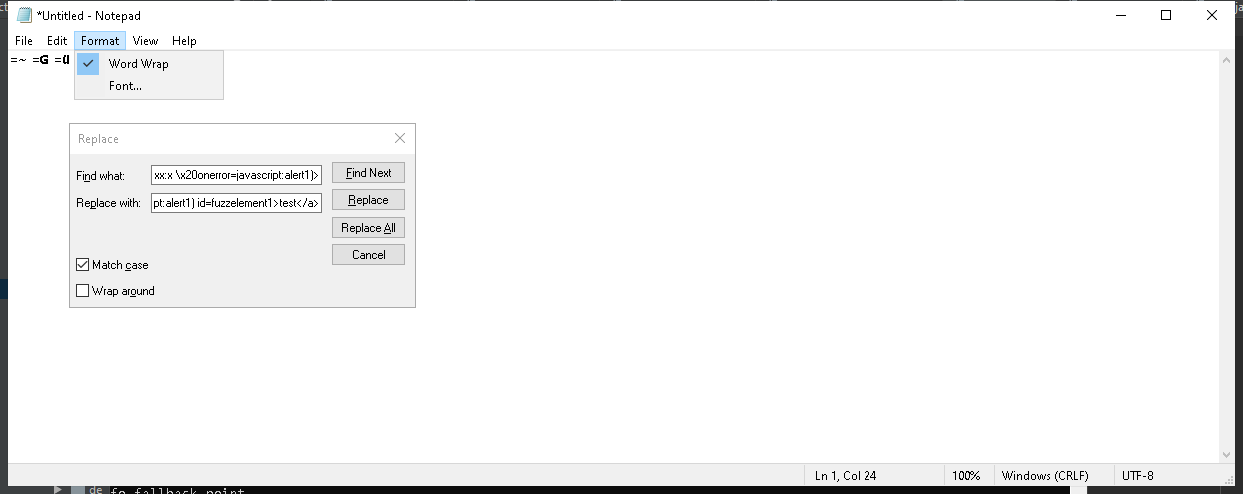 *Untitled - Notepad
File Edit Format View Help
=~ =G =
Word Wrap
Font...
Replace
Find what: xx:x \x20onerror=javascript:alert1)> Find Next
Replace with: pt:alert1) id=fuzzelement1>test</a> Replace
Replace All
Cancel
Match case
Wrap around
Ln 1, Col 24 100% Windows (CRLF) UTF-8
de fo fallback point